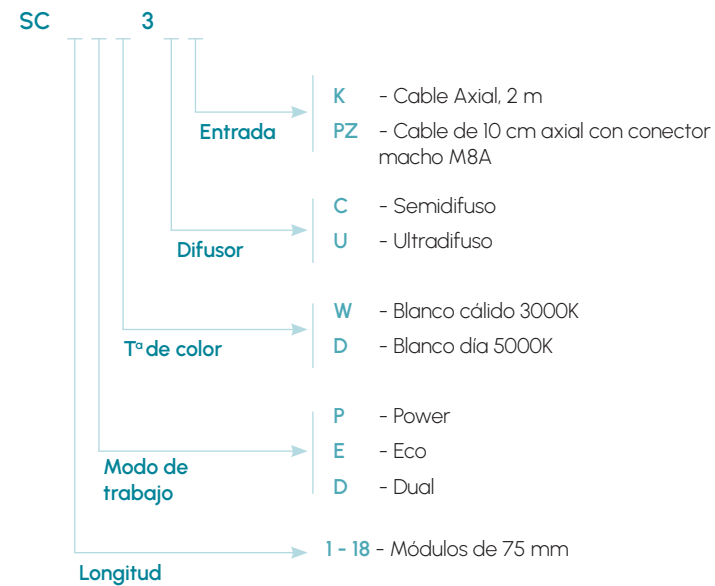 SC 3
K - Cable Axial, 2 m
Entrada
PZ - Cable de 10 cm axial con conector
macho M8A
C - Semidifuso
Difusor
U - Ultradifuso
W - Blanco cálido 3000K
Tª de color
D - Blanco día 5000K
P - Power
E - Eco
Modo de
trabajo
D - Dual
1 - 18 - Módulos de 75 mm
Longitud